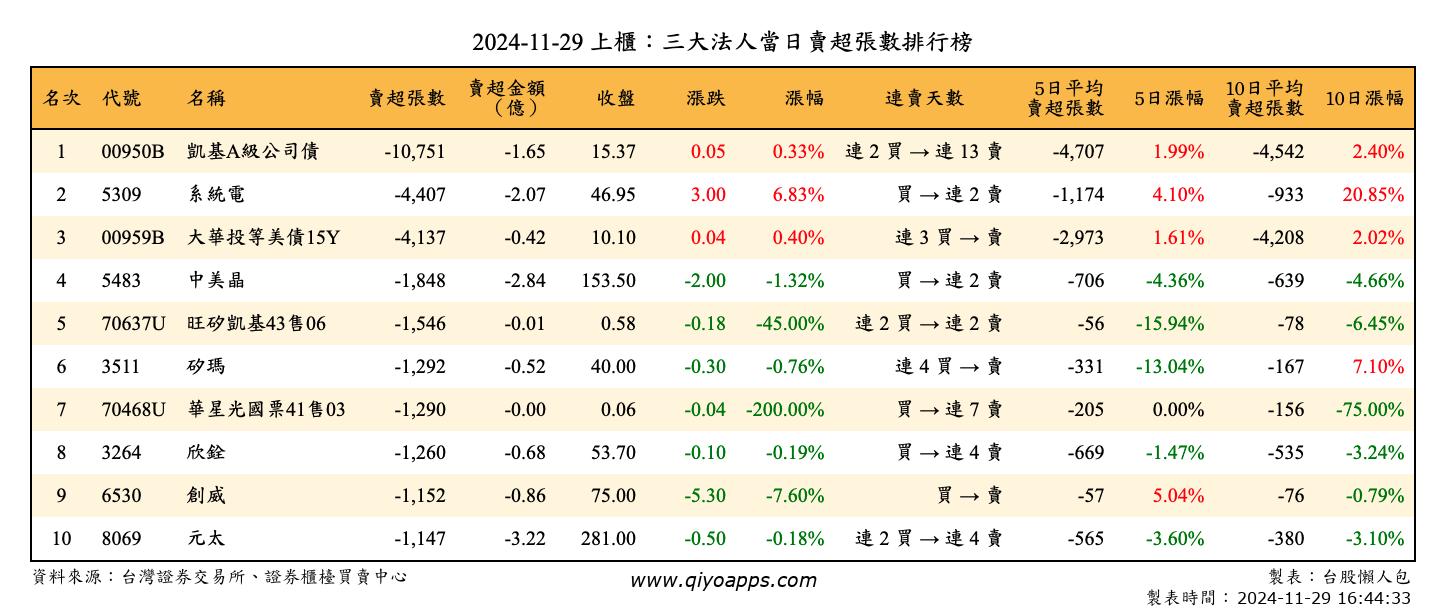 2024-11-29 上櫃：三大法人當日賣超張數排行榜
名次 代號 名稱 賣超張數 賣超金額（億） 收盤 漲跌 漲幅 連賣天數 5日平均賣超張數 5日漲幅 10日平均賣超張數 10日漲幅
1 00950B 凱基A級公司債 -10,751 -1.65 15.37 0.05 0.33% 連 2 買 → 連 13 賣 -4,707 1.99% -4,542 2.40%
2 5309 系統電 -4,407 -2.07 46.95 3.00 6.83% 買 → 連 2 賣 -1,174 4.10% -933 20.85%
3 00959B 大華投等美債15Y -4,137 -0.42 10.10 0.04 0.40% 連 3 買 → 賣 -2,973 1.61% -4,208 2.02%
4 5483 中美晶 -1,848 -2.84 153.50 -2.00 -1.32% 買 → 連 2 賣 -706 -4.36% -639 -4.66%
5 70637U 旺矽凱基43售06 -1,546 -0.01 0.58 -0.18 -45.00% 連 2 買 → 連 2 賣 -56 -15.94% -78 -6.45%
6 3511 矽瑪 -1,292 -0.52 40.00 -0.30 -0.76% 連 4 買 → 賣 -331 -13.04% -167 7.10%
7 70468U 華星光國票41售03 -1,290 -0.00 0.06 -0.04 -200.00% 買 → 連 7 賣 -205 0.00% -156 -75.00%
8 3264 欣銓 -1,260 -0.68 53.70 -0.10 -0.19% 買 → 連 4 賣 -669 -1.47% -535 -3.24%
9 6530 創威 -1,152 -0.86 75.00 -5.30 -7.60% 買 → 賣 -57 5.04% -76 -0.79%
10 8069 元太 -1,147 -3.22 281.00 -0.50 -0.18% 連 2 買 → 連 4 賣 -565 -3.60% -380 -3.10%
資料來源：台灣證券交易所、證券櫃檯買賣中心 www.qiyoapps.com 製表：台股懶人包
製表時間：2024-11-29 16:44:33